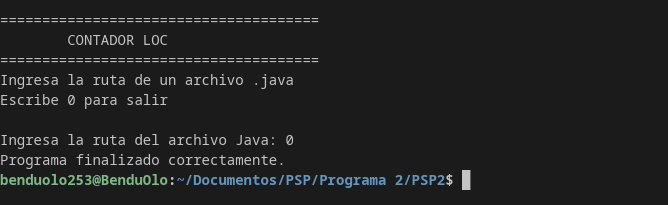 ======================================
CONTADOR LOC
======================================
Ingresa la ruta de un archivo .java
Escribe 0 para salir
Ingresa la ruta del archivo Java: 0
Programa finalizado correctamente.
benduolo253@BenduOlo:~/Documentos/PSP/Programa 2/PSP2$